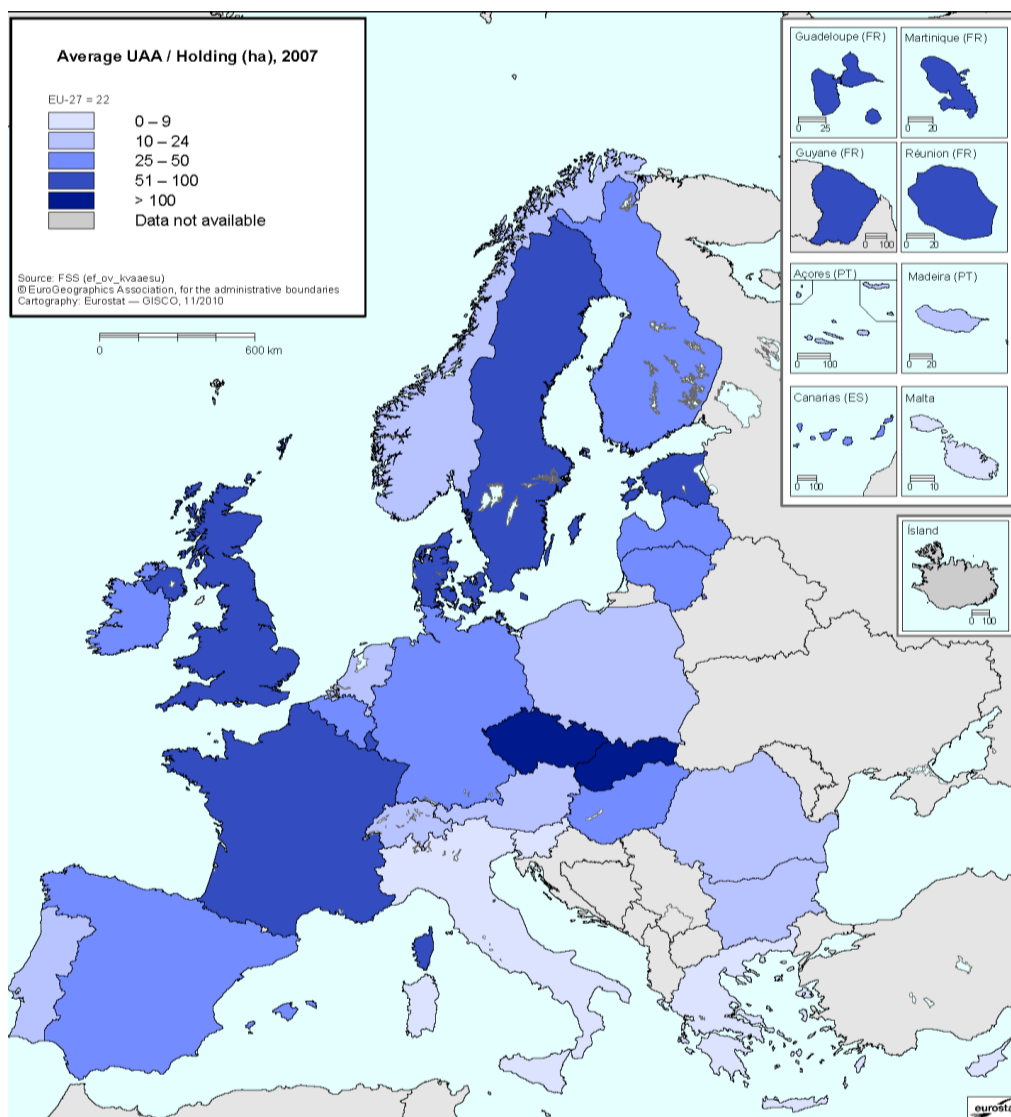 Average UAA / Holding (ha), 2007
EU-27 = 22
0 – 9
10 – 24
25 – 50
51 – 100
> 100
Data not available
Source: FSS (ef_ov_kvaaesu)
© EuroGeographics Association, for the administrative boundaries
Cartography: Eurostat — GISCO, 11/2010
0 600 km
Guadeloupe (FR)
0 25
Martinique (FR)
0 20
Guyane (FR)
0 100
Réunion (FR)
0 20
Açores (PT)
0 100
Madeira (PT)
0 20
Canarias (ES)
0 100
Malta
0 10
Ísland
0 100
eurosta